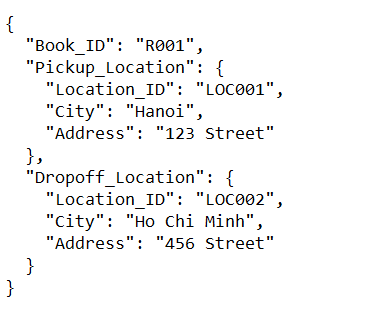 {
  "Book_ID": "R001",
  "Pickup_Location": {
    "Location_ID": "LOC001",
    "City": "Hanoi",
    "Address": "123 Street"
  },
  "Dropoff_Location": {
    "Location_ID": "LOC002",
    "City": "Ho Chi Minh",
    "Address": "456 Street"
  }
}